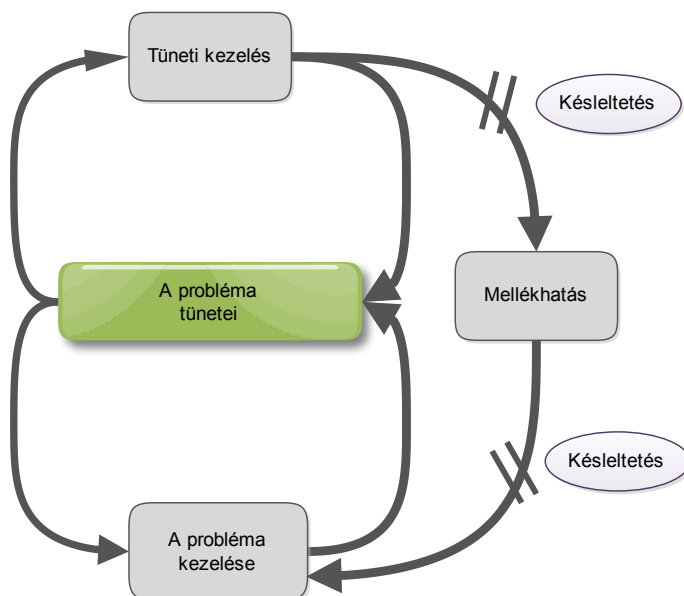 Tüneti kezelés
Késleltetés
A probléma
tünetei
Mellékhatás
Késleltetés
A probléma
kezelése